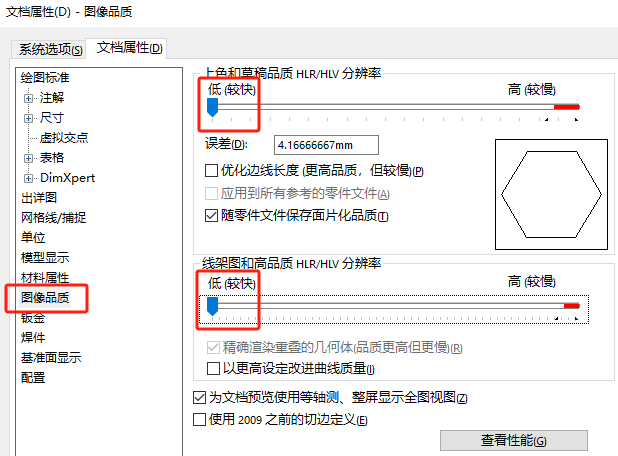 文档属性(D) - 图像品质
系统选项(S) 文档属性(D)
绘图标准
注解
尺寸
虚拟交点
表格
DimXpert
出详图
网格线/捕捉
单位
模型显示
材料属性
图像品质
钣金
焊件
基准面显示
配置
上色和草稿品质 HLR/HLV 分辨率
低 (较快) 高 (较慢)
误差(D): 4.16666667mm
优化边线长度 (更高品质，但较慢)(P)
应用到所有参考的零件文件(A)
随零件文件保存面片化品质(T)
线架图和高品质 HLR/HLV 分辨率
低 (较快) 高 (较慢)
精确渲染重叠的几何体(品质更高但更慢)(R)
以更高设定改进曲线质量(I)
为文档预览使用等轴测、整屏显示全图视图(Z)
使用 2009 之前的切边定义(E)
查看性能(G)